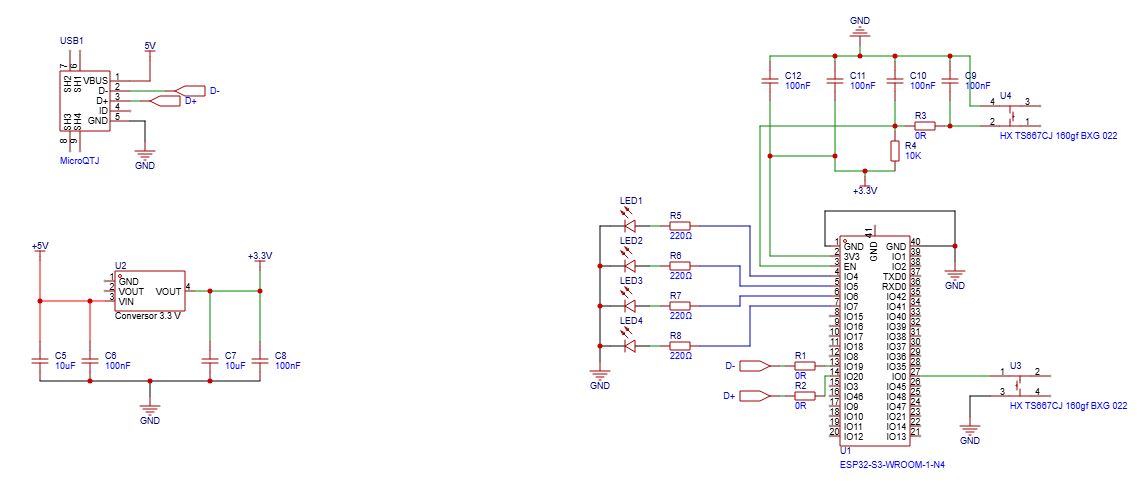 USB1
5V
7
6
SH2
SH1
VBUS 1
D- 2
D+ 3
ID 4
GND 5
SH3
SH4
8
9
D-
D+
MicroQTJ
GND
+5V
U2
+3.3V
1 GND
2 VOUT VOUT 4
3 VIN
Conversor 3.3 V
C5
10uF
C6
100nF
C7
10uF
C8
100nF
GND
GND
C12
100nF
C11
100nF
C10
100nF
C9
100nF
U4
4 3
2 1
HX TS667CJ 160gf BXG 022
R3
0R
R4
10K
+3.3V
LED1
R5
220Ω
LED2
R6
220Ω
LED3
R7
220Ω
LED4
R8
220Ω
GND
D-
R1
0R
D+
R2
0R
41
GND
1 GND GND 40
2 3V3 IO1 39
3 EN IO2 38
4 IO4 TXD0 37
5 IO5 RXD0 36
6 IO6 IO42 35
7 IO7 IO41 34
8 IO15 IO40 33
9 IO16 IO39 32
10 IO17 IO38 31
11 IO18 IO37 30
12 IO8 IO36 29
13 IO19 IO35 28
14 IO20 IO0 27
15 IO3 IO45 26
16 IO46 IO48 25
17 IO9 IO47 24
18 IO10 IO21 23
19 IO11 IO14 22
20 IO12 IO13 21
U1
ESP32-S3-WROOM-1-N4
GND
U3
1 2
3 4
HX TS667CJ 160gf BXG 022
GND